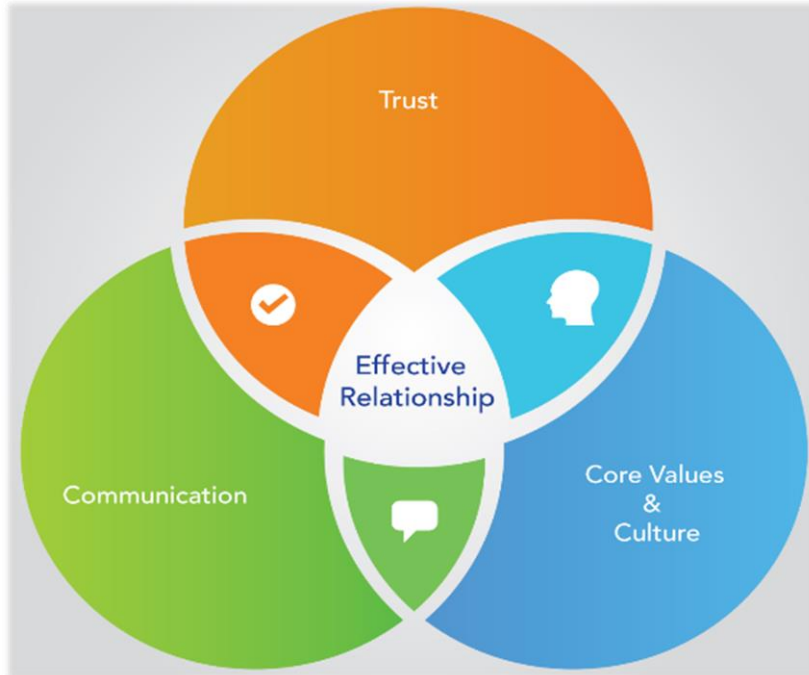 Trust
Effective
Relationship
Communication
Core Values
&
Culture